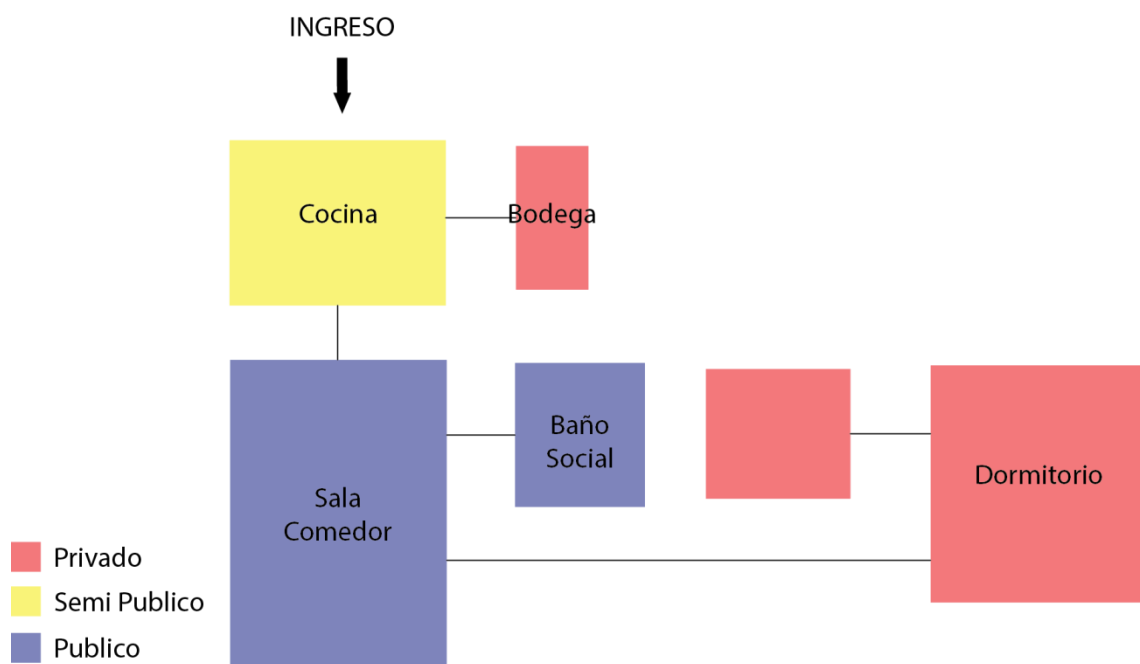 INGRESO
Cocina
Bodega
Baño
Social
Dormitorio
Sala
Comedor
Privado
Semi Publico
Publico